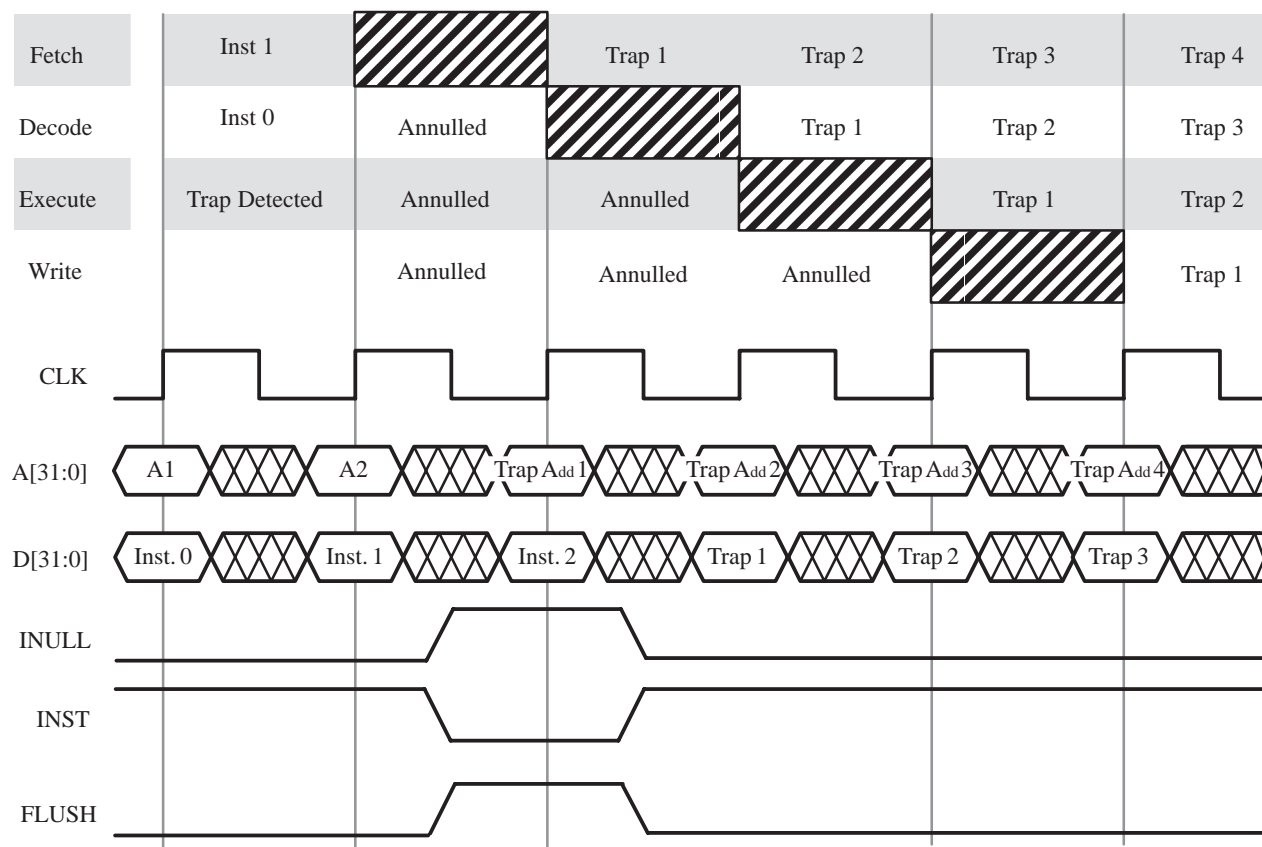 Fetch Inst 1 Trap 1 Trap 2 Trap 3 Trap 4
Decode Inst 0 Annulled Trap 1 Trap 2 Trap 3
Execute Trap Detected Annulled Annulled Trap 1 Trap 2
Write Annulled Annulled Annulled Trap 1
CLK
A[31:0] A1 A2 Trap Add 1 Trap Add 2 Trap Add 3 Trap Add 4
D[31:0] Inst. 0 Inst. 1 Inst. 2 Trap 1 Trap 2 Trap 3
INULL
INST
FLUSH